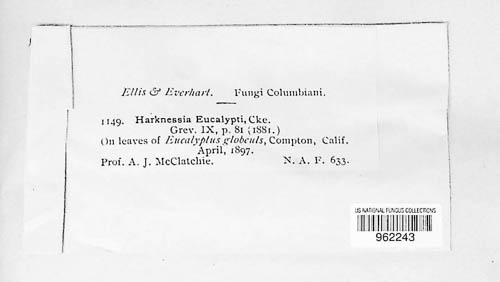 Ellis & Everhart. Fungi Columbiani.
1149. Harknessia Eucalypti, Cke.
Grev. IX, p. 81 (1881.)
On leaves of Eucalyptus globculs, Compton, Calif.
April, 1897.
Prof. A. J. McClatchie. N. A. F. 633.
US NATIONAL FUNGUS COLLECTIONS
962243